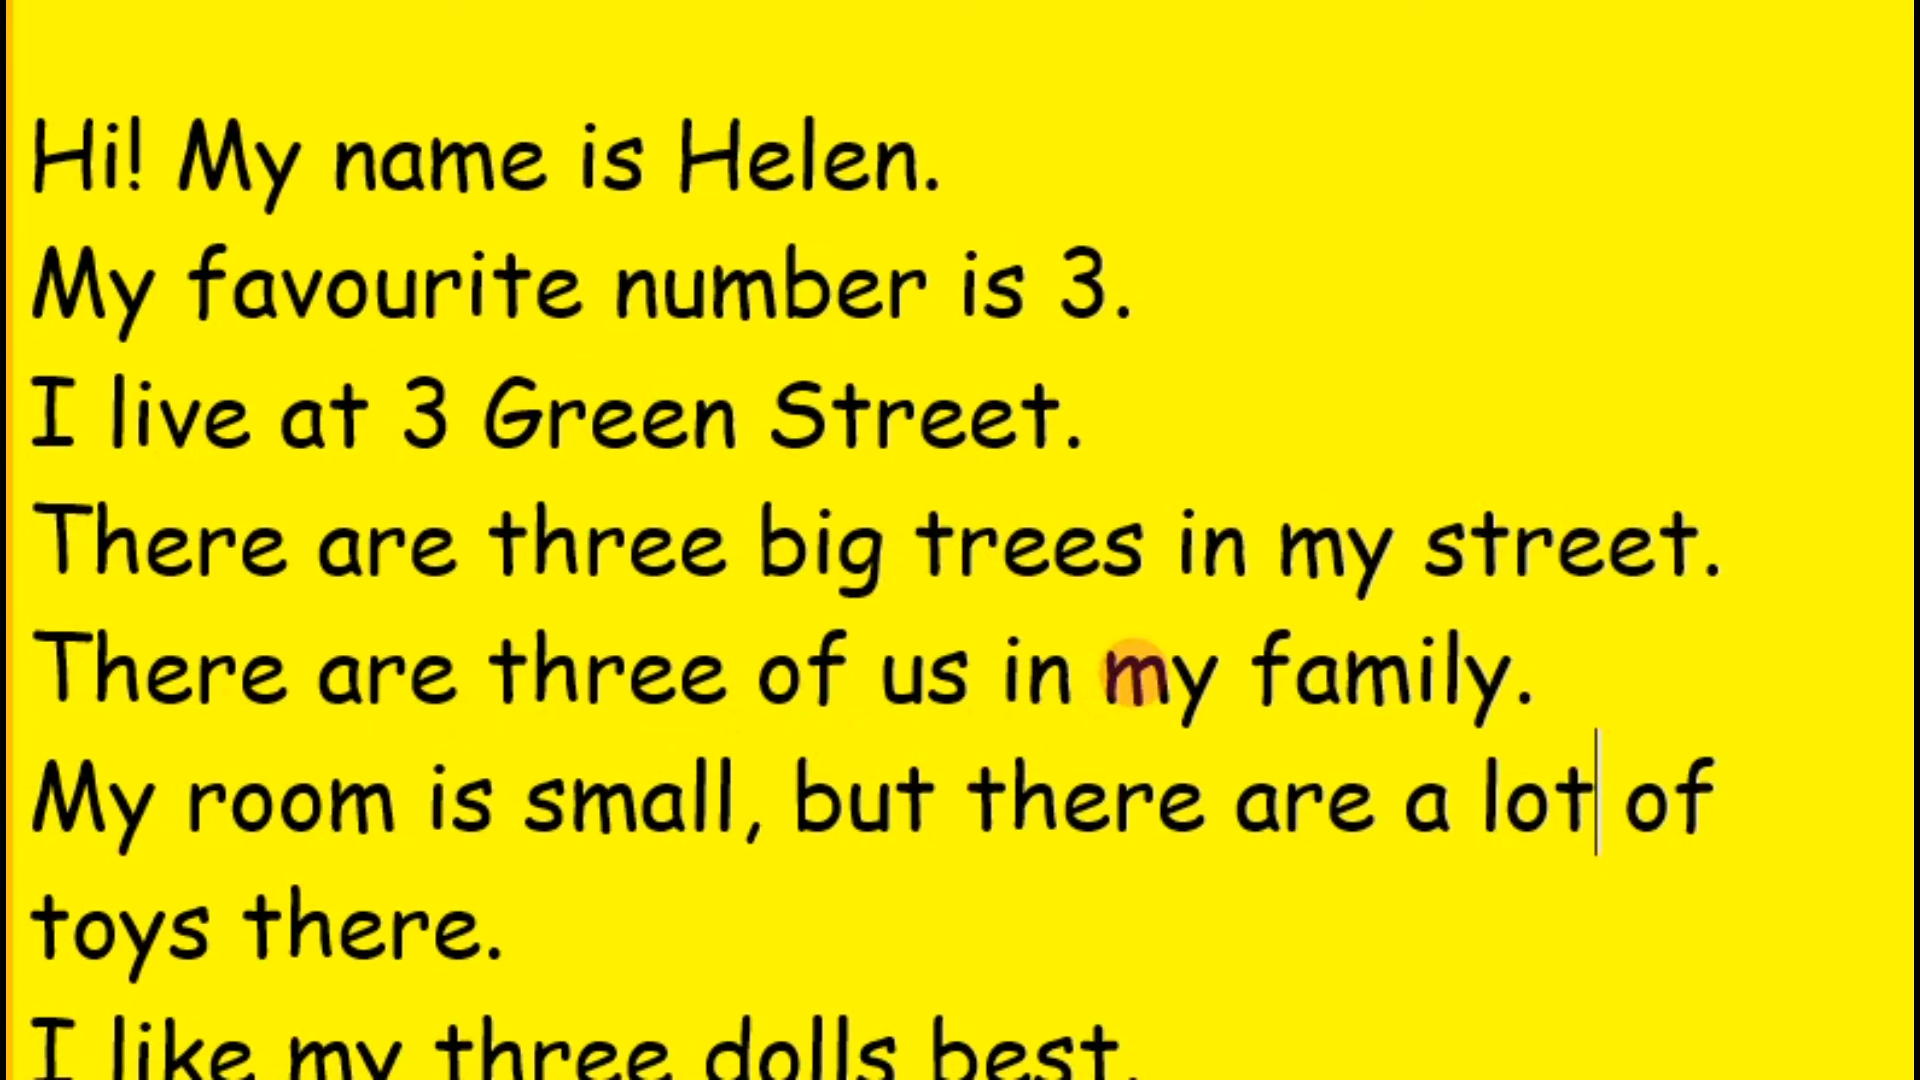 Hi! My name is Helen.
My favourite number is 3.
I live at 3 Green Street.
There are three big trees in my street.
There are three of us in my family.
My room is small, but there are a lot of
toys there.
I like my three dolls best.